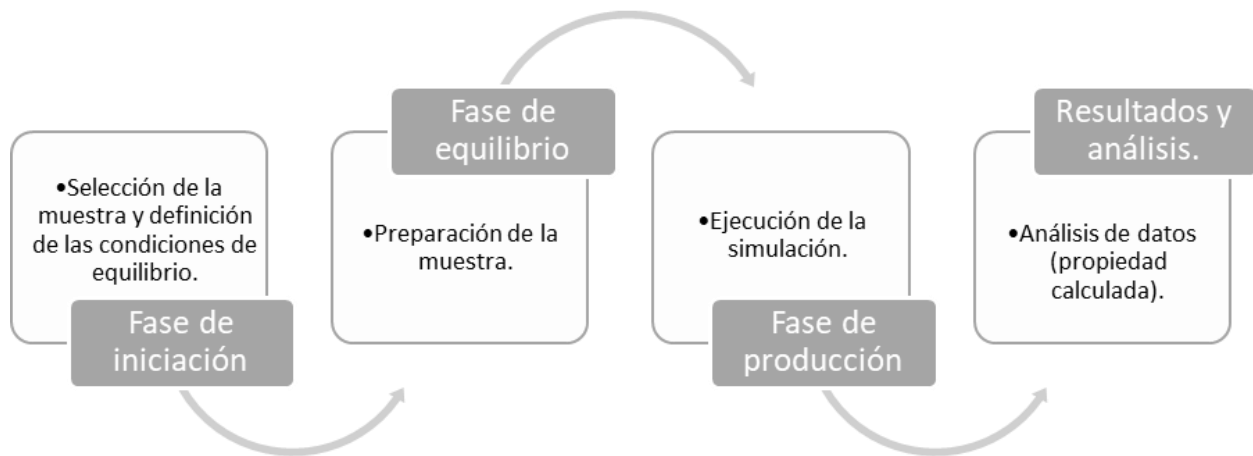 •Selección de la
muestra y definición
de las condiciones de
equilibrio.
Fase de
iniciación
Fase de
equilibrio
•Preparación de la
muestra.
•Ejecución de la
simulación.
Fase de
producción
Resultados y
análisis.
•Análisis de datos
(propiedad
calculada).